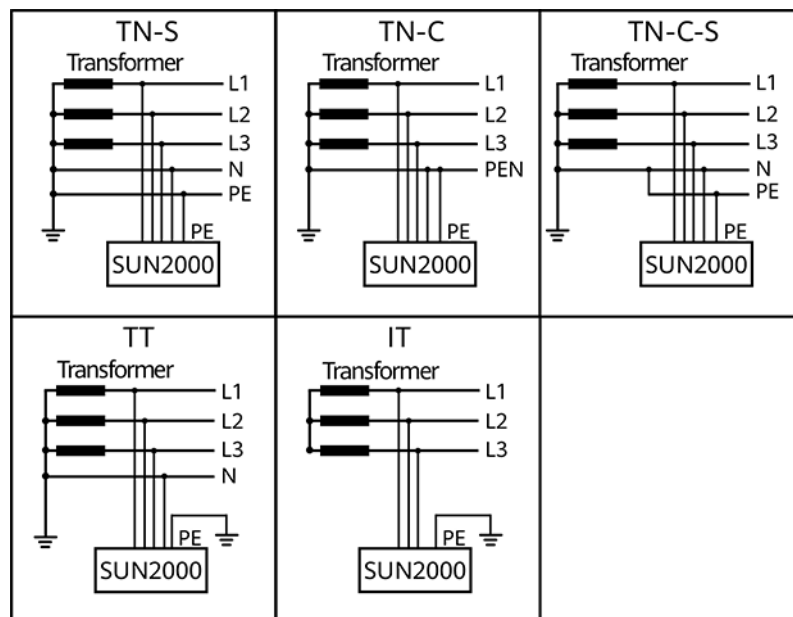 TN-S
Transformer
L1
L2
L3
N
PE
PE
SUN2000
TN-C
Transformer
L1
L2
L3
PEN
PE
SUN2000
TN-C-S
Transformer
L1
L2
L3
N
PE
PE
SUN2000
TT
Transformer
L1
L2
L3
N
PE
SUN2000
IT
Transformer
L1
L2
L3
PE
SUN2000